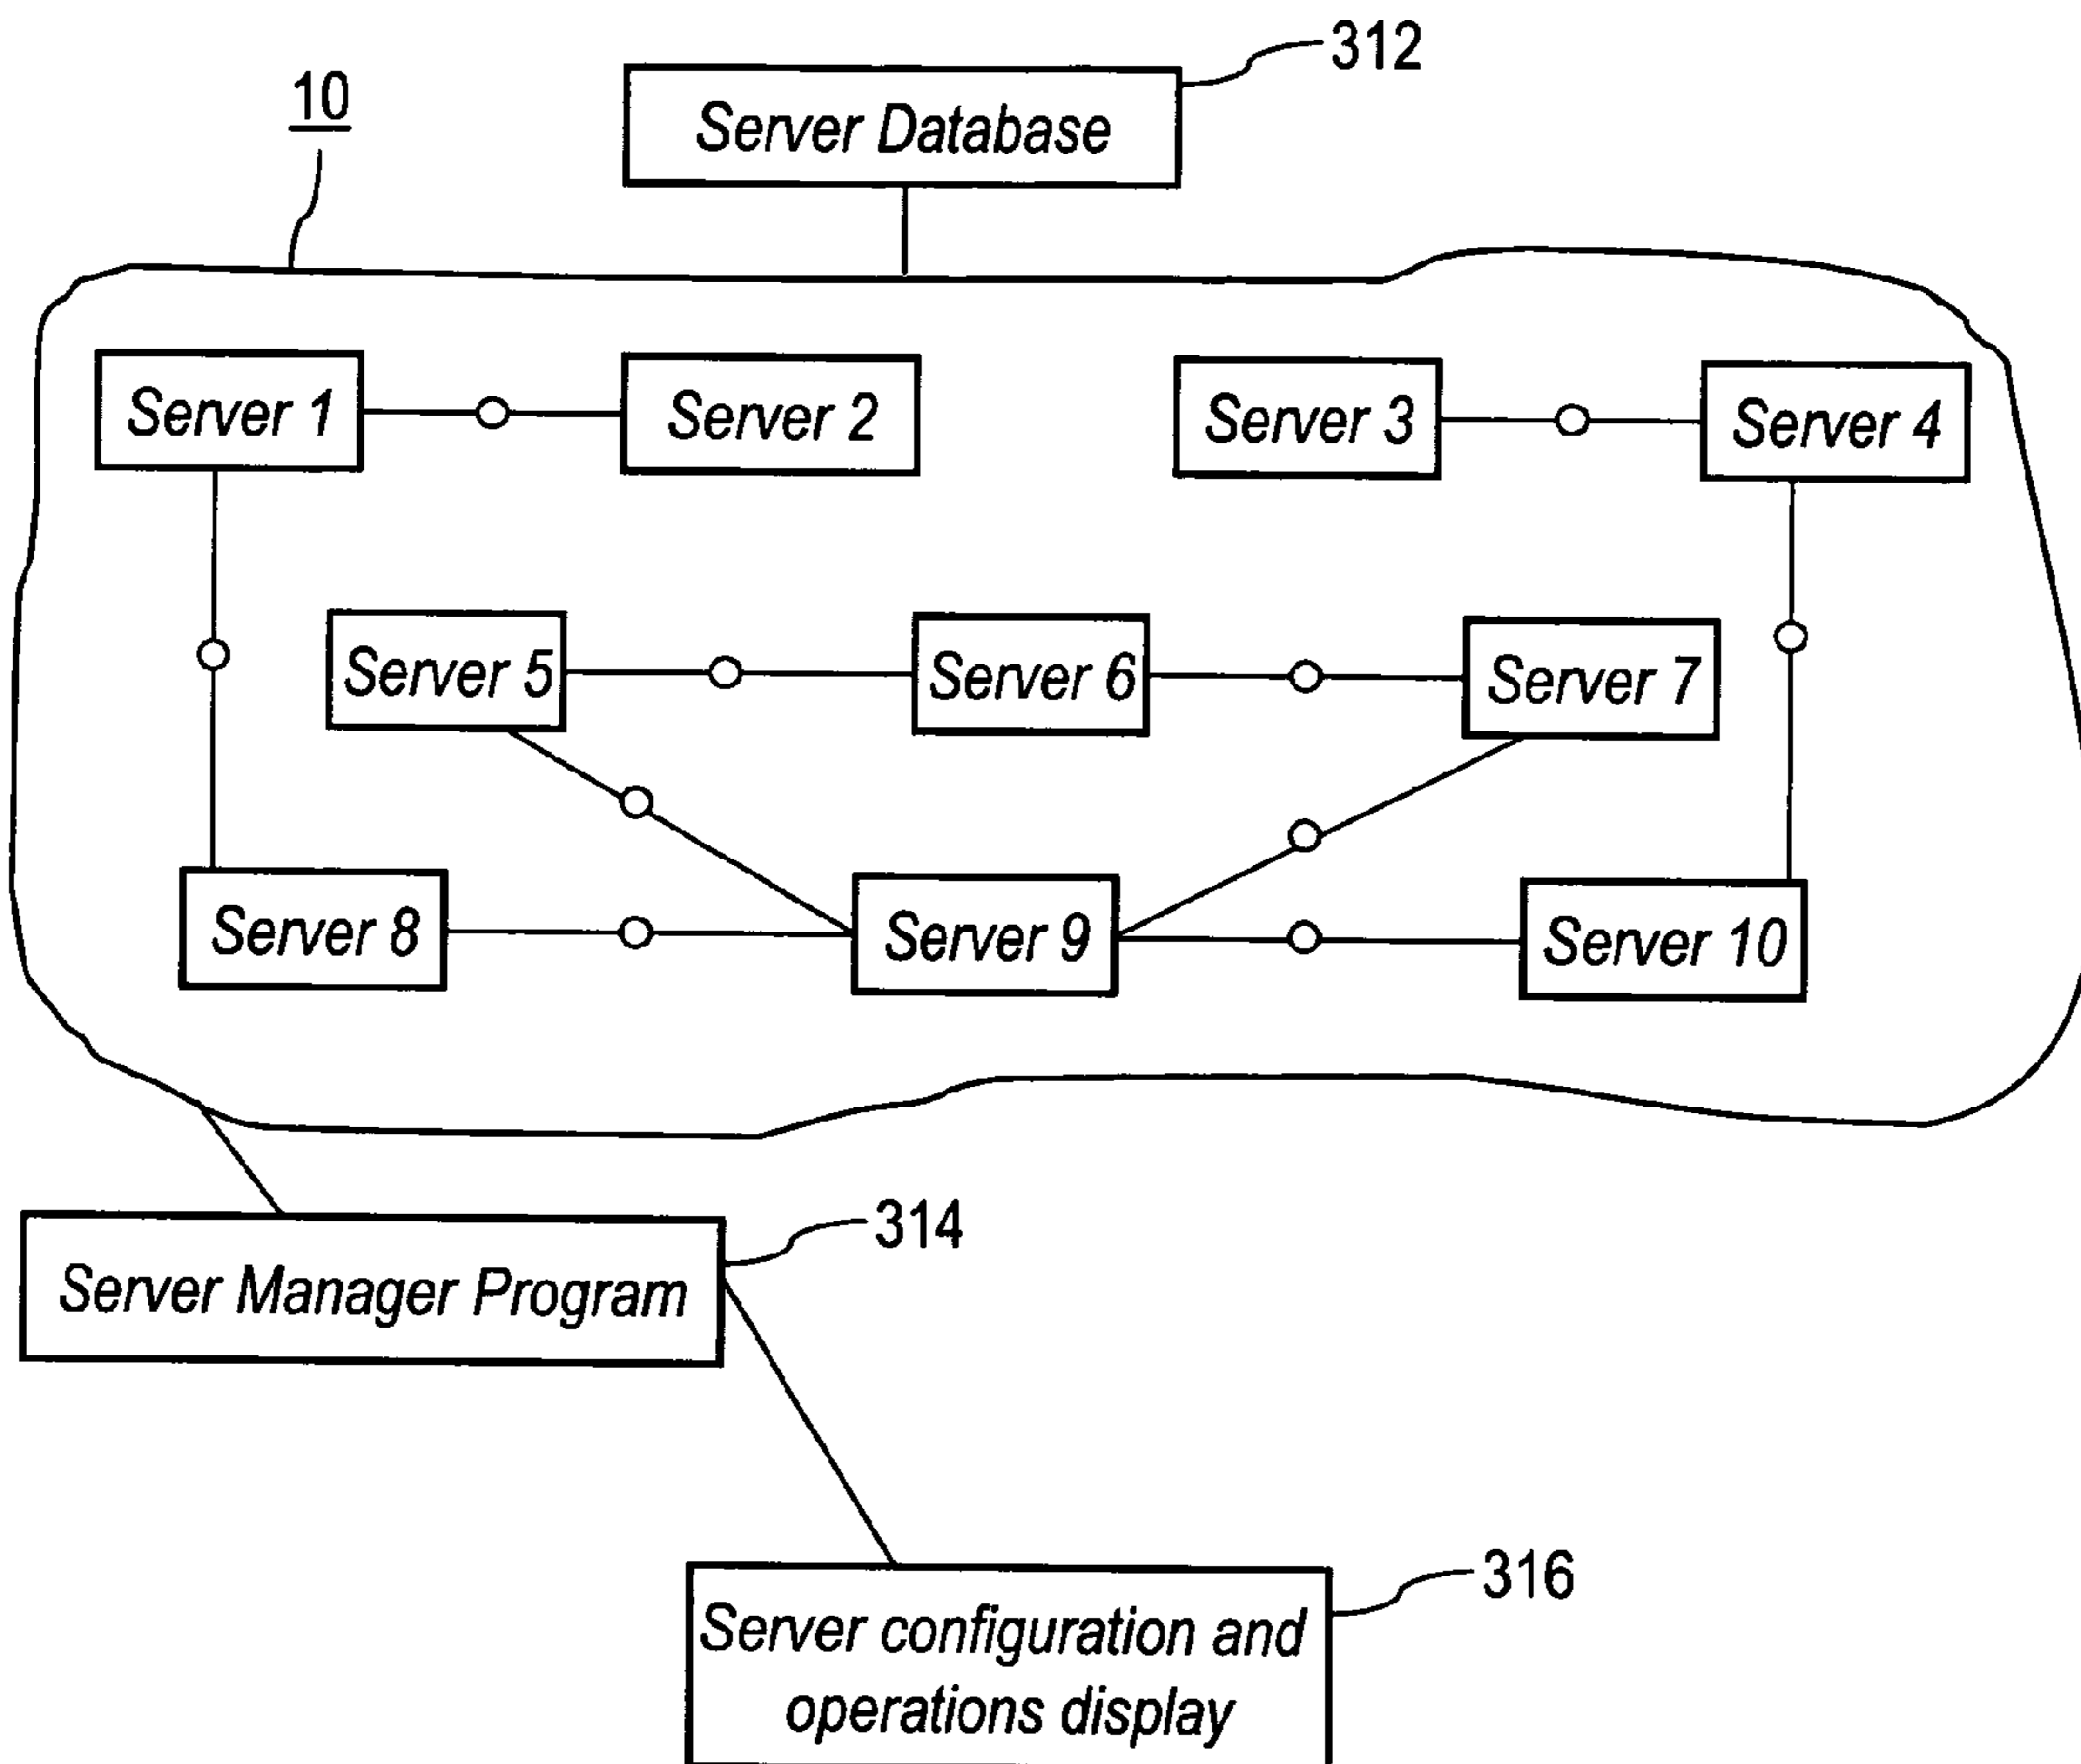 312
10
Server Database
Server 1
Server 2
Server 3
Server 4
Server 5
Server 6
Server 7
Server 8
Server 9
Server 10
314
Server Manager Program
316
Server configuration and
operations display